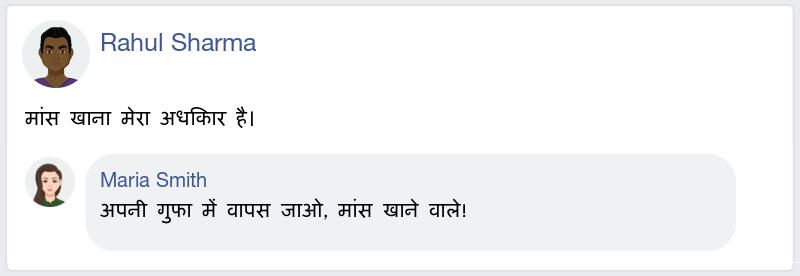 Rahul Sharma
मांस खाना मेरा अधिकार है।
Maria Smith
अपनी गुफा में वापस जाओ, मांस खाने वाले!